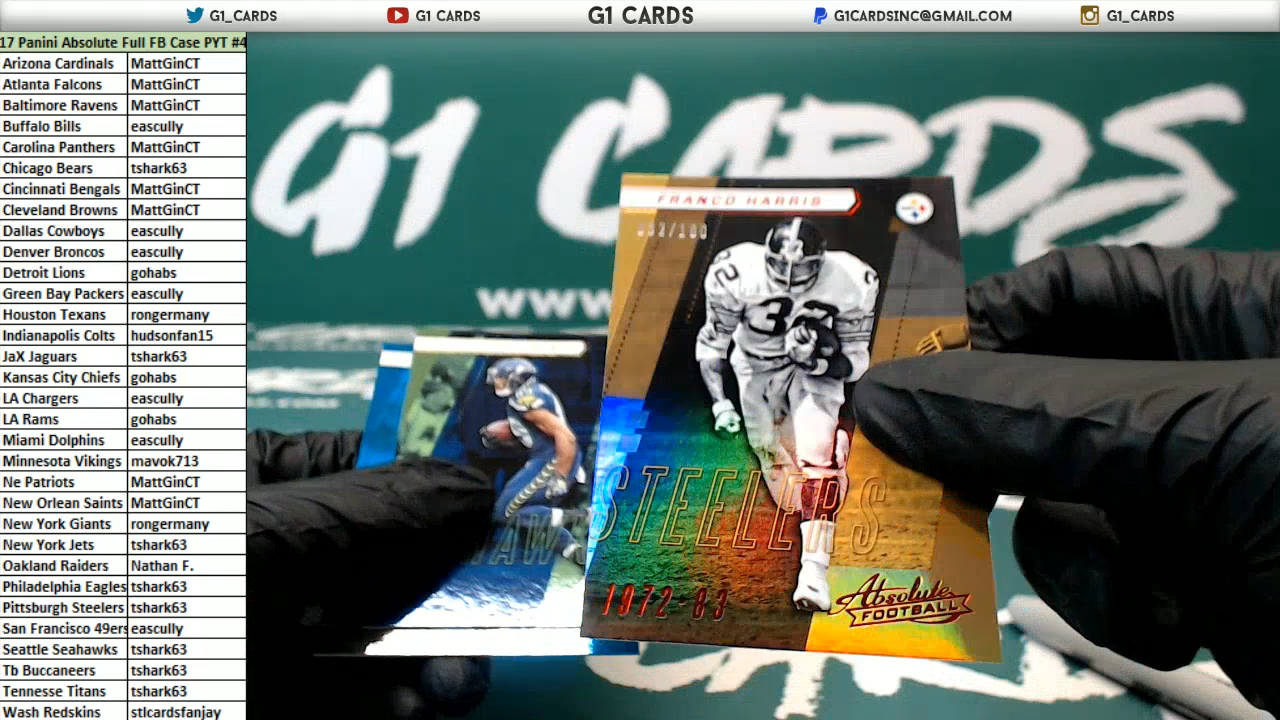 G1_CARDS
G1 CARDS
G1 CARDS
G1CARDSINC@GMAIL.COM
G1_CARDS
17 Panini Absolute Full FB Case PYT #4
Arizona Cardinals MattGinCT
Atlanta Falcons MattGinCT
Baltimore Ravens MattGinCT
Buffalo Bills eascully
Carolina Panthers MattGinCT
Chicago Bears tshark63
Cincinnati Bengals MattGinCT
Cleveland Browns MattGinCT
Dallas Cowboys eascully
Denver Broncos eascully
Detroit Lions gohabs
Green Bay Packers eascully
Houston Texans rongermany
Indianapolis Colts hudsonfan15
JaX Jaguars tshark63
Kansas City Chiefs gohabs
LA Chargers eascully
LA Rams gohabs
Miami Dolphins eascully
Minnesota Vikings mavok713
Ne Patriots MattGinCT
New Orlean Saints MattGinCT
New York Giants rongermany
New York Jets tshark63
Oakland Raiders Nathan F.
Philadelphia Eagles tshark63
Pittsburgh Steelers tshark63
San Francisco 49ers eascully
Seattle Seahawks tshark63
Tb Buccaneers tshark63
Tennesse Titans tshark63
Wash Redskins stlcardsfanjay
G1 CARDS
www.
FRANCO HARRIS
32
STEELERS
1972-83
Absolute
FOOTBALL